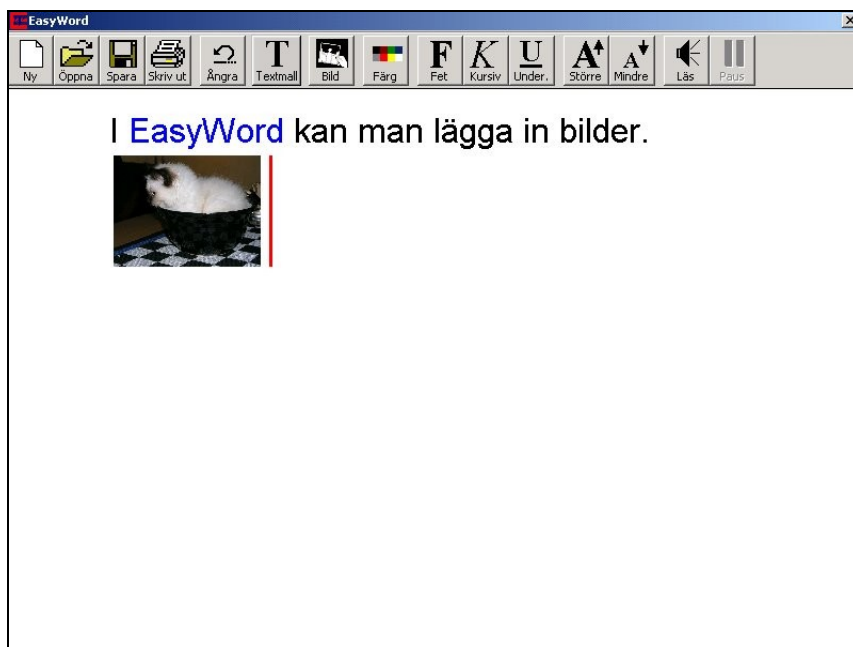 EasyWord
Ny Öppna Spara Skriv ut Ångra Textmall Bild Färg Fet Kursiv Under. Större Mindre Läs Paus
I EasyWord kan man lägga in bilder.